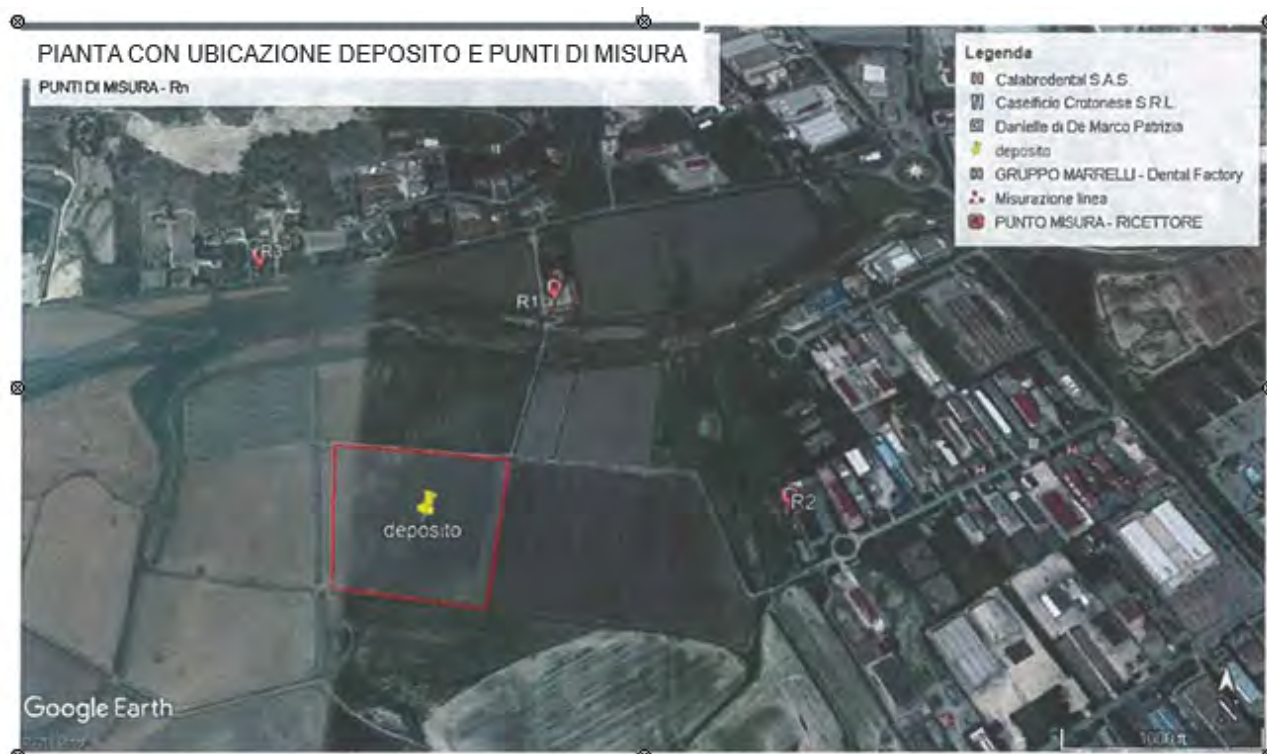 PIANTA CON UBICAZIONE DEPOSITO E PUNTI DI MISURA
PUNTI DI MISURA - Rn
Legenda
Calabrodental S.A.S.
Caseificio Crotonese S.R.L.
Danielle di De Marco Patrizia
deposito
GRUPPO MARRELLI - Dental Factory
Misurazione linea
PUNTO MISURA - RICETTORE
R3
R1
R2
deposito
Google Earth
1000 ft